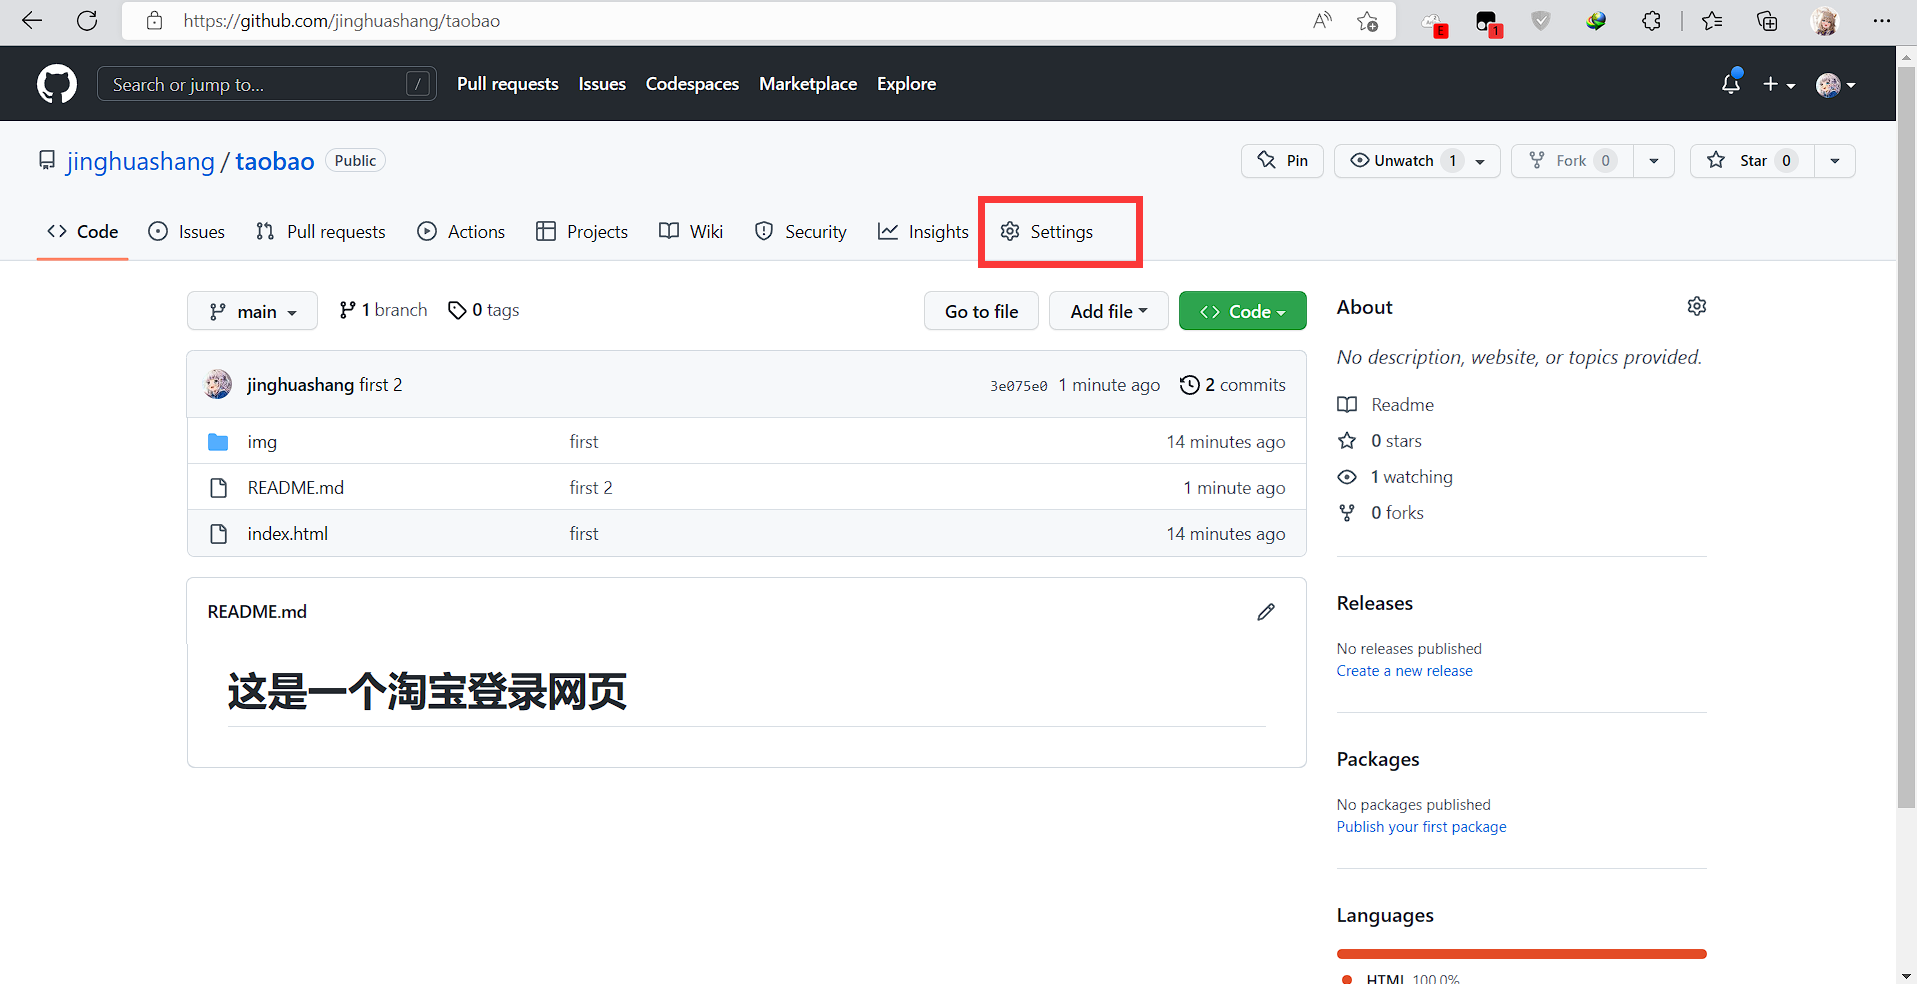 https://github.com/jinghuashang/taobao
E
1
Search or jump to... /
Pull requests Issues Codespaces Marketplace Explore
jinghuashang / taobao Public
Pin Unwatch 1 Fork 0 Star 0
Code Issues Pull requests Actions Projects Wiki Security Insights Settings
main 1 branch 0 tags Go to file Add file Code
jinghuashang first 2 3e075e0 1 minute ago 2 commits
img first 14 minutes ago
README.md first 2 1 minute ago
index.html first 14 minutes ago
README.md
这是一个淘宝登录网页
About
No description, website, or topics provided.
Readme
0 stars
1 watching
0 forks
Releases
No releases published
Create a new release
Packages
No packages published
Publish your first package
Languages
HTML 100.0%